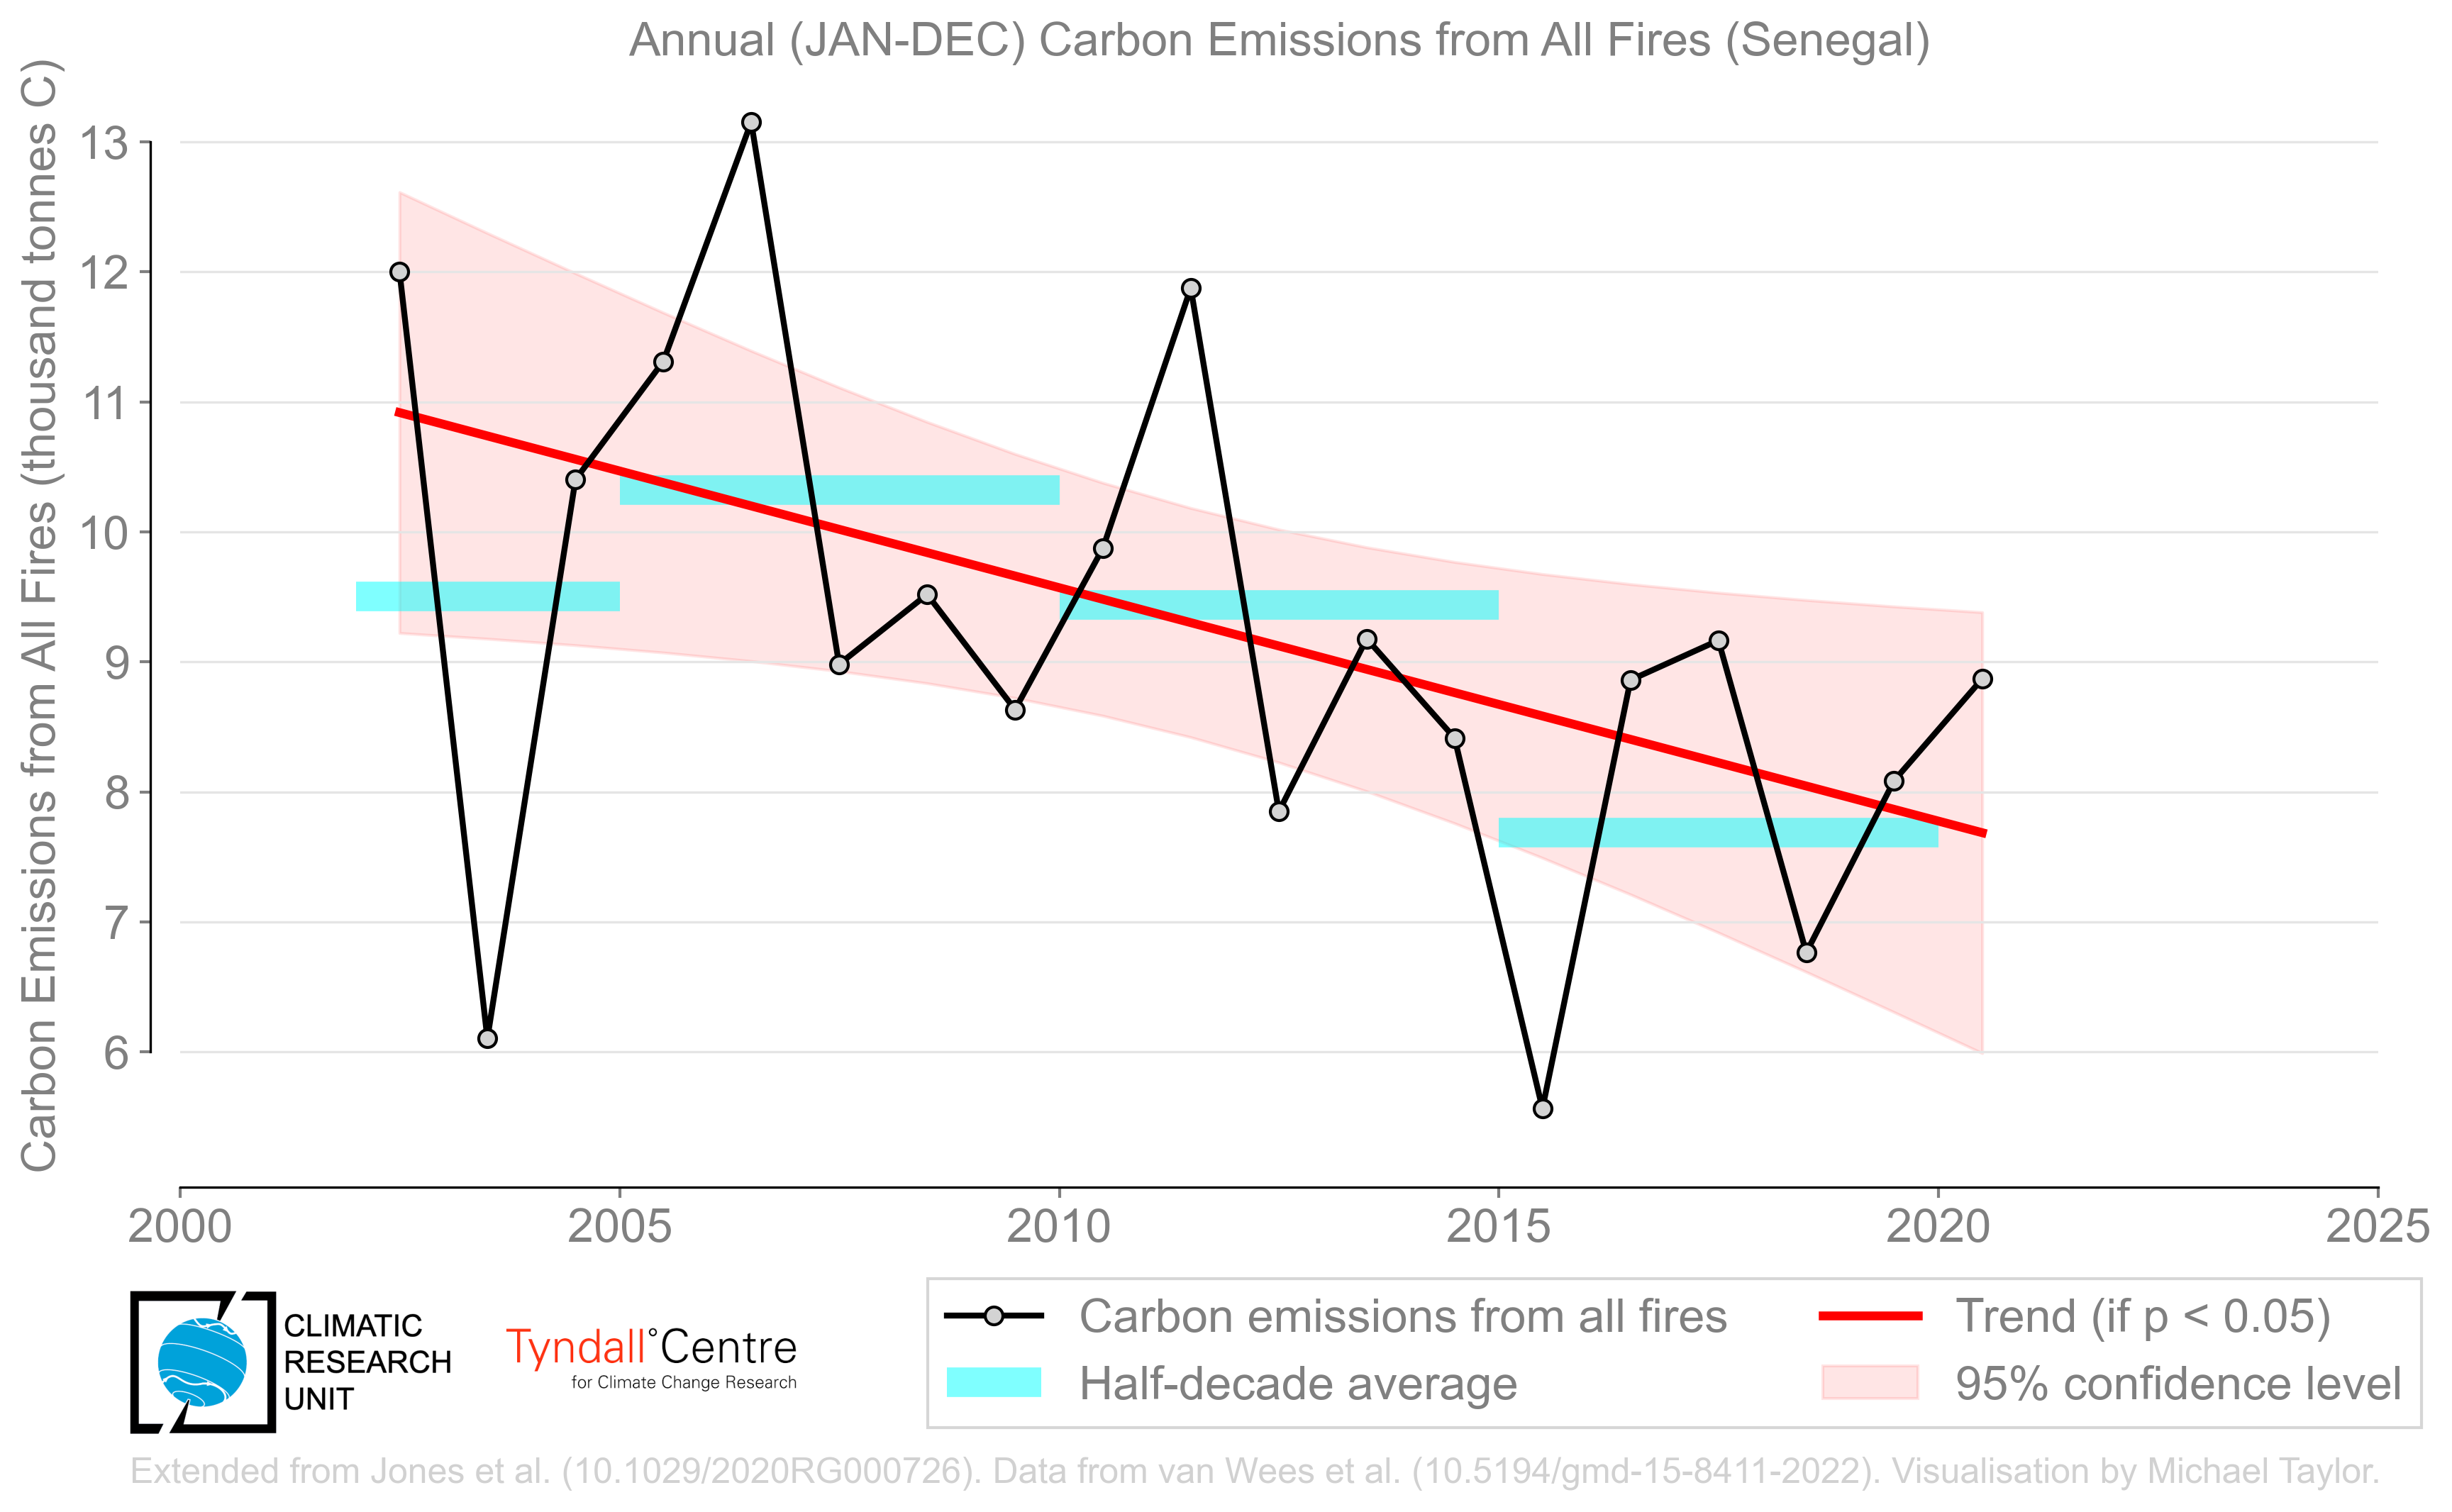 Annual (JAN-DEC) Carbon Emissions from All Fires (Senegal)
Carbon Emissions from All Fires (thousand tonnes C)
13
12
11
10
9
8
7
6
2000 2005 2010 2015 2020 2025
CLIMATIC
RESEARCH
UNIT
Tyndall°Centre
for Climate Change Research
Carbon emissions from all fires
Half-decade average
Trend (if p < 0.05)
95% confidence level
Extended from Jones et al. (10.1029/2020RG000726). Data from van Wees et al. (10.5194/gmd-15-8411-2022). Visualisation by Michael Taylor.